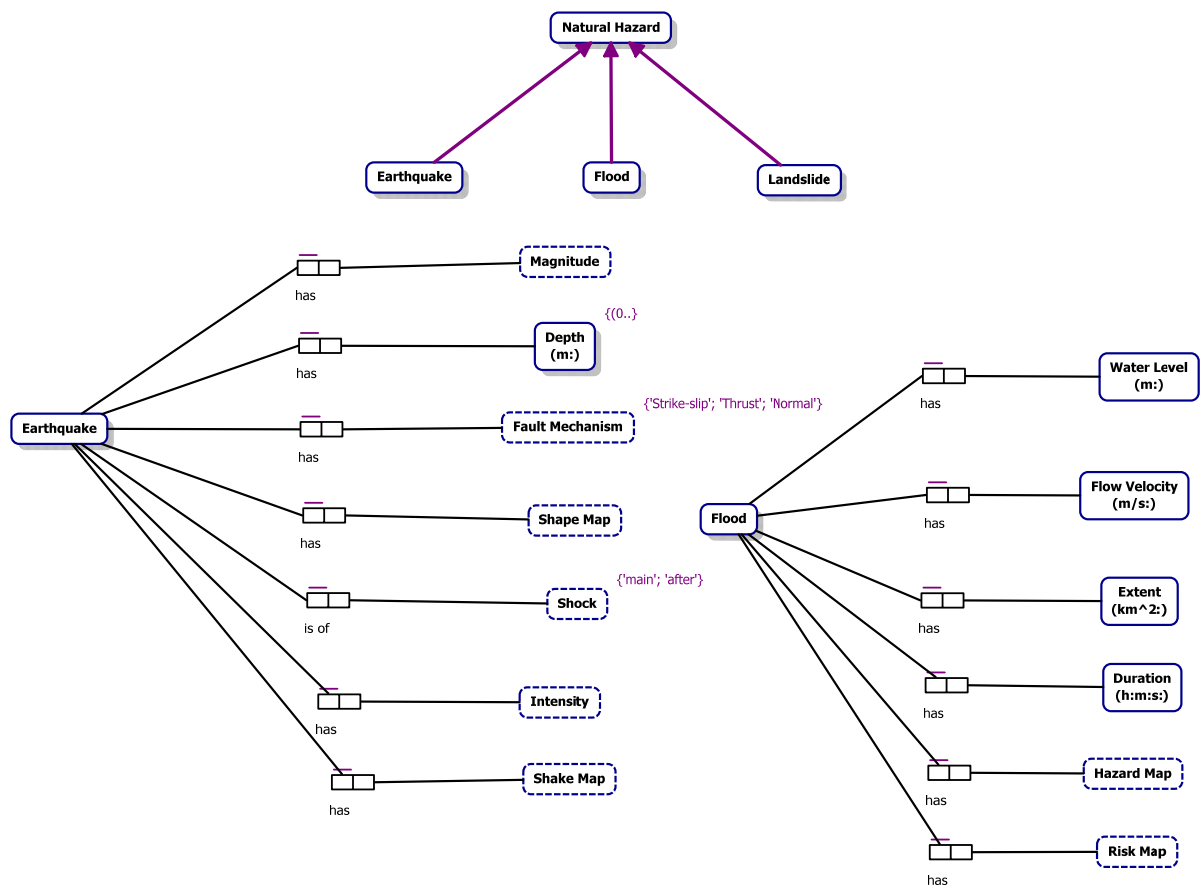 Natural Hazard
Earthquake
Flood
Landslide
has
Magnitude
{(0..}
has
Depth
(m:)
{'Strike-slip'; 'Thrust'; 'Normal'}
Earthquake
has
Fault Mechanism
has
Shape Map
{'main'; 'after'}
is of
Shock
has
Intensity
has
Shake Map
has
Water Level
(m:)
Flood
has
Flow Velocity
(m/s:)
has
Extent
(km^2:)
has
Duration
(h:m:s:)
has
Hazard Map
has
Risk Map